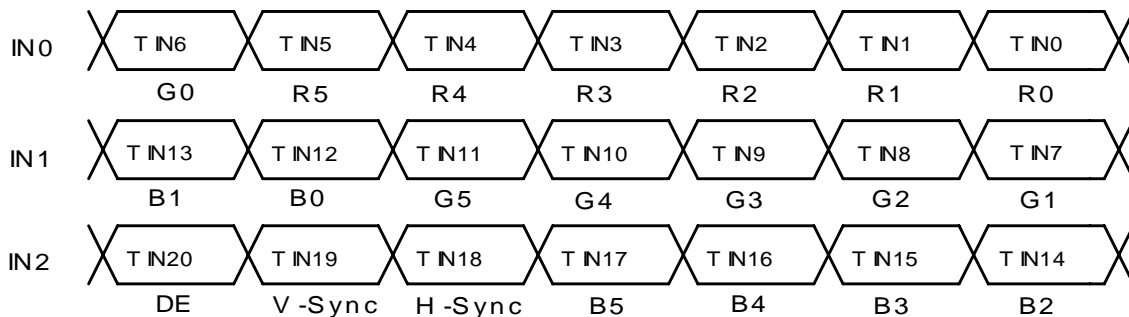 IN0 TIN6 TIN5 TIN4 TIN3 TIN2 TIN1 TIN0
G0 R5 R4 R3 R2 R1 R0
IN1 TIN13 TIN12 TIN11 TIN10 TIN9 TIN8 TIN7
B1 B0 G5 G4 G3 G2 G1
IN2 TIN20 TIN19 TIN18 TIN17 TIN16 TIN15 TIN14
DE V-Sync H-Sync B5 B4 B3 B2